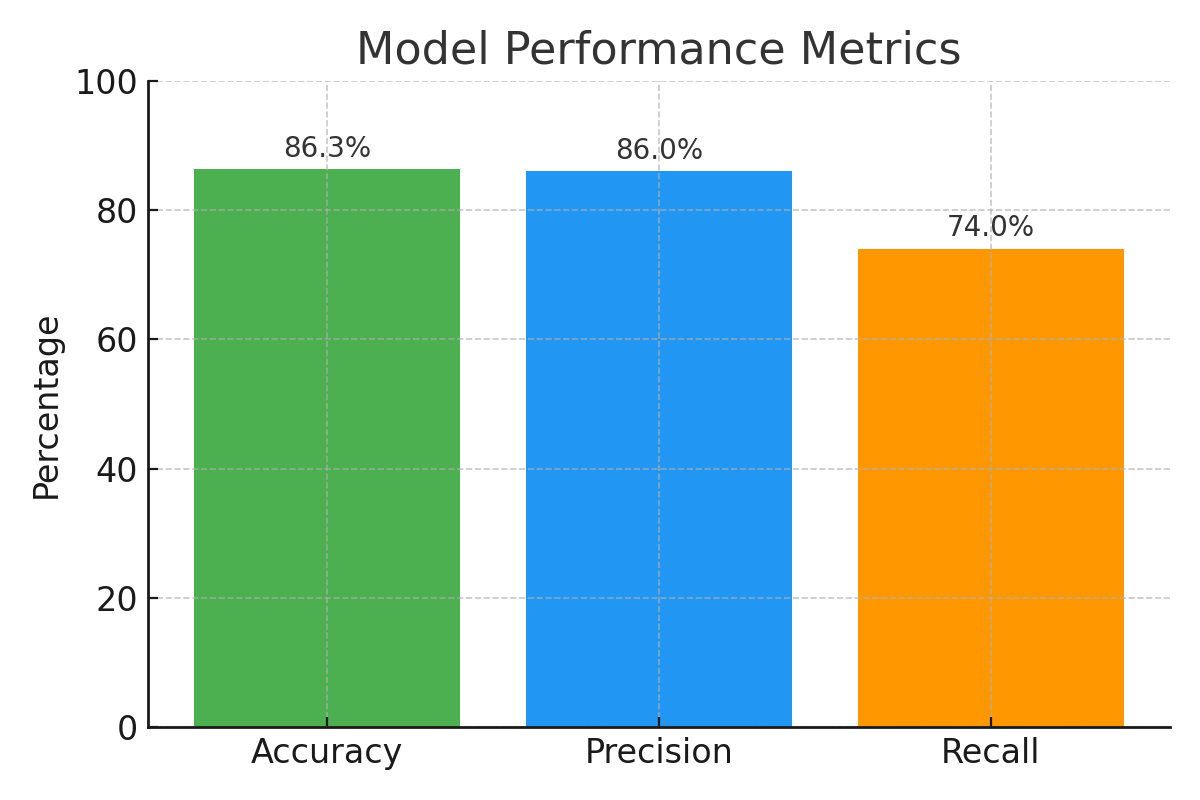 Model Performance Metrics
100
80
60
40
20
0
Percentage
86.3%
86.0%
74.0%
Accuracy
Precision
Recall